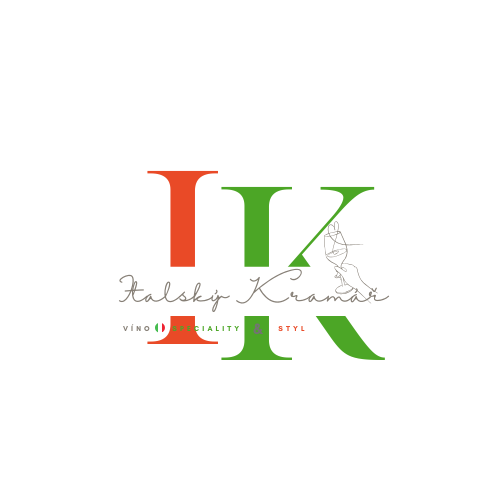 IK
Italský Kramář
VÍNO SPECIALITY & STYL